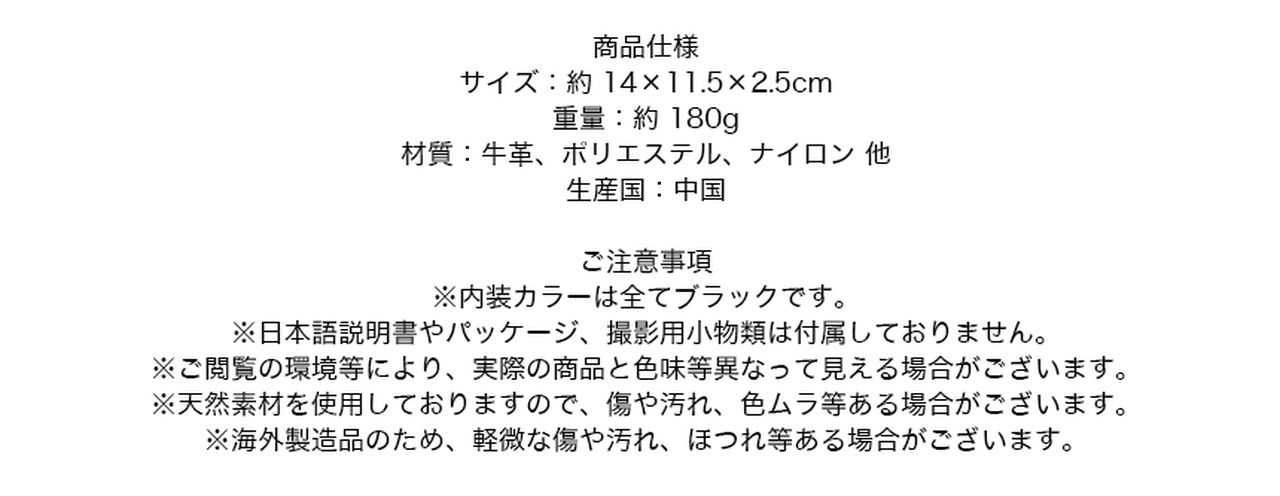 商品仕様
サイズ：約 14×11.5×2.5cm
重量：約 180g
材質：牛革、ポリエステル、ナイロン 他
生産国：中国
ご注意事項
※内装カラーは全てブラックです。
※日本語説明書やパッケージ、撮影用小物類は付属しておりません。
※ご閲覧の環境等により、実際の商品と色味等異なって見える場合がございます。
※天然素材を使用しておりますので、傷や汚れ、色ムラ等ある場合がございます。
※海外製造品のため、軽微な傷や汚れ、ほつれ等ある場合がございます。